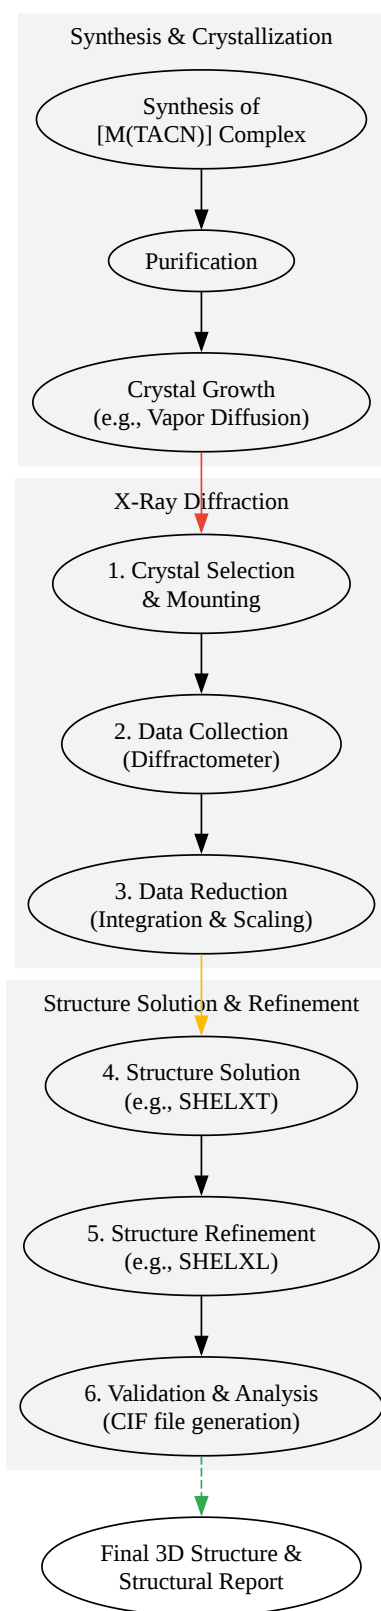 Synthesis & Crystallization
Synthesis of
[M(TACN)] Complex
Purification
Crystal Growth
(e.g., Vapor Diffusion)
X-Ray Diffraction
1. Crystal Selection
& Mounting
2. Data Collection
(Diffractometer)
3. Data Reduction
(Integration & Scaling)
Structure Solution & Refinement
4. Structure Solution
(e.g., SHELXT)
5. Structure Refinement
(e.g., SHELXL)
6. Validation & Analysis
(CIF file generation)
Final 3D Structure &
Structural Report